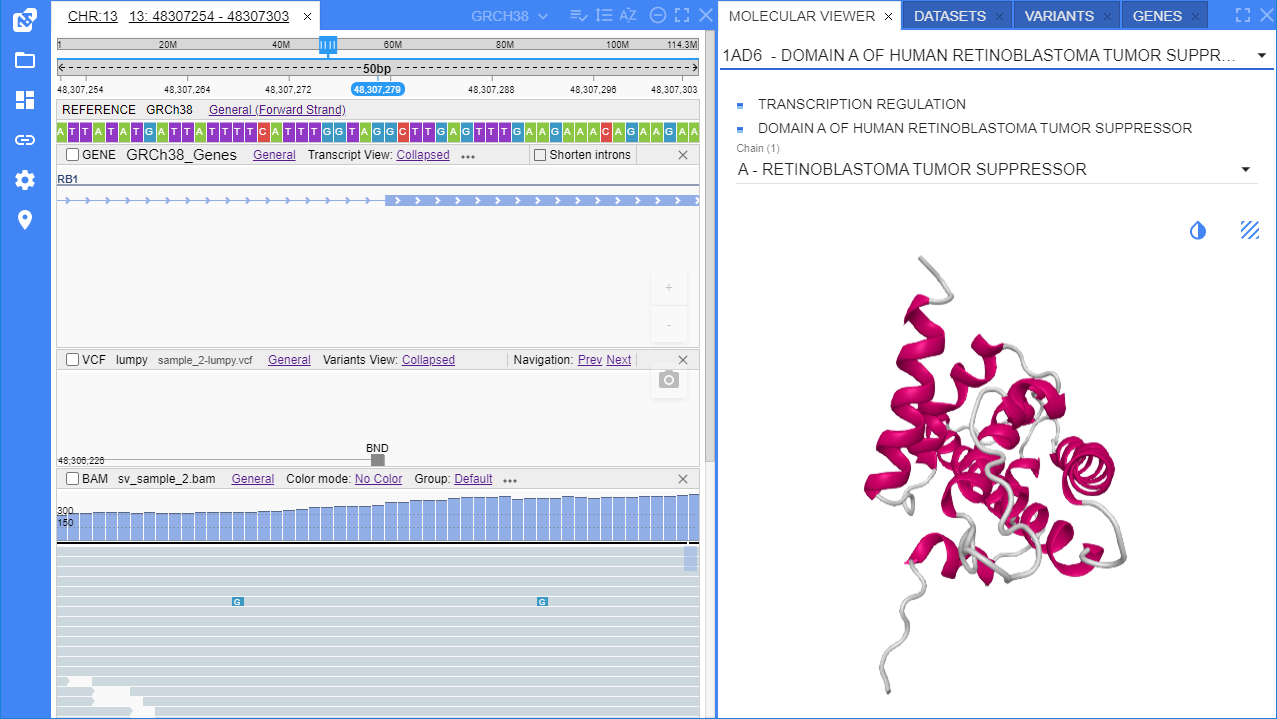 CHR:13 13: 48307254 - 48307303 ×
GRCH38
AZ
1 20M 40M 60M 80M 100M 114.3M
50bp
48,307,254 48,307,264 48,307,272 48,307,279 48,307,288 48,307,296 48,307,303
REFERENCE GRCh38 General (Forward Strand)
A T T A T A T G A T T A T T T T C A T T T G G T A G G C T T G A G T T T G A A G A A A C A G A A G A A
GENE GRCh38_Genes General Transcript View: Collapsed ••• Shorten introns
RB1
+
-
VCF lumpy sample_2-lumpy.vcf General Variants View: Collapsed Navigation: Prev Next
BND
48,306,226
BAM sv_sample_2.bam General Color mode: No Color Group: Default •••
300
150
G G
MOLECULAR VIEWER × DATASETS × VARIANTS × GENES ×
1AD6 - DOMAIN A OF HUMAN RETINOBLASTOMA TUMOR SUPPR...
TRANSCRIPTION REGULATION
DOMAIN A OF HUMAN RETINOBLASTOMA TUMOR SUPPRESSOR
Chain (1)
A - RETINOBLASTOMA TUMOR SUPPRESSOR